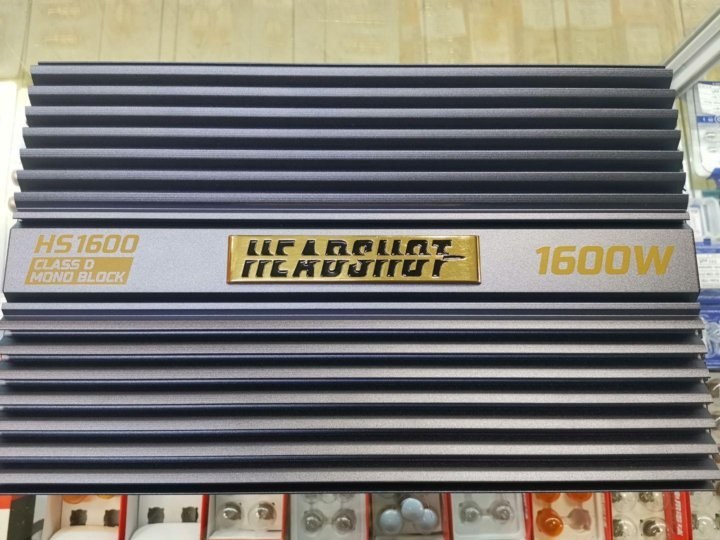 HS1600
CLASS D
MONO BLOCK
HEADSHOT
1600W